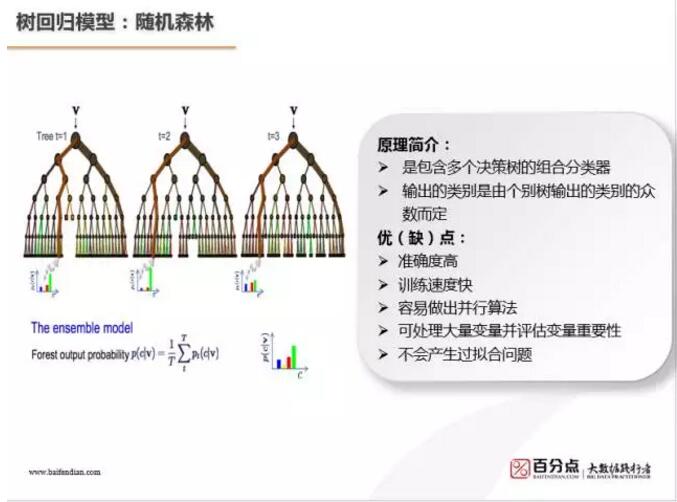 树回归模型：随机森林
v
v
v
Tree t=1
t=2
t=3
原理简介：
是包含多个决策树的组合分类器
输出的类别是由个别树输出的类别的众
数而定
优（缺）点：
准确度高
训练速度快
容易做出并行算法
可处理大量变量并评估变量重要性
不会产生过拟合问题
The ensemble model
Forest output probability p(c|v) = 1/T ∑ᵀₜ pₜ(c|v)
p(c|v)
c
www.baifendian.com
百分点
BAIFENDIAN.COM
大数据践行者
BIG DATA PRACTITIONER